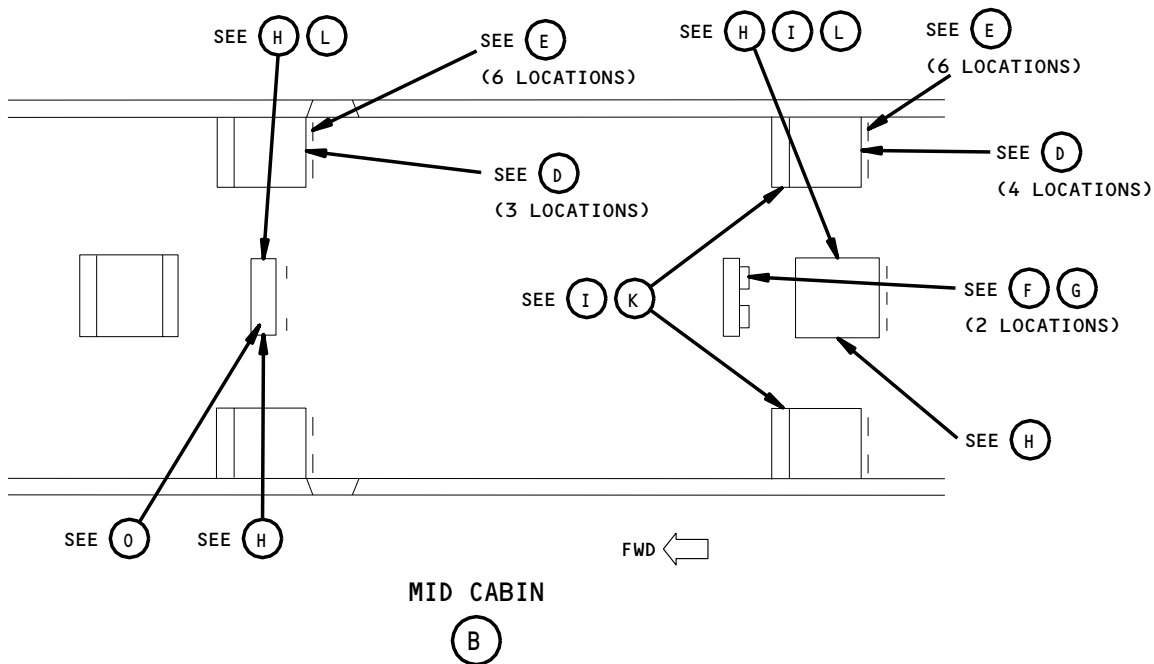 SEE H L
SEE E
(6 LOCATIONS)
SEE H I L
SEE E
(6 LOCATIONS)
SEE D
(3 LOCATIONS)
SEE D
(4 LOCATIONS)
SEE I K
SEE F G
(2 LOCATIONS)
SEE H
SEE O
SEE H
FWD
MID CABIN
B